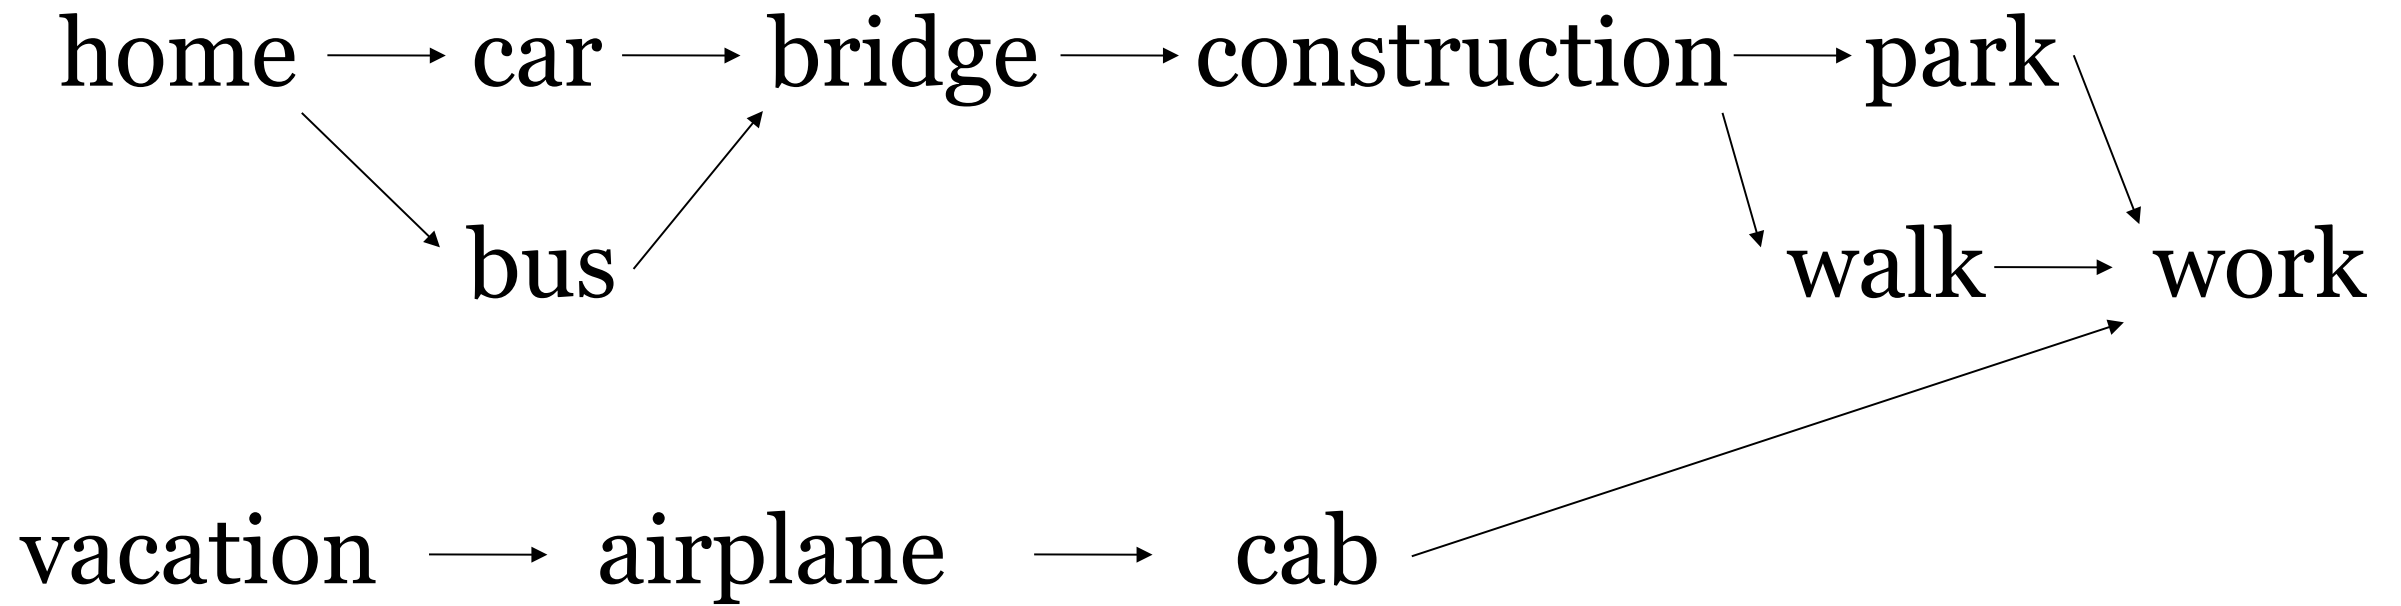 home car bridge construction park
bus walk work
vacation airplane cab